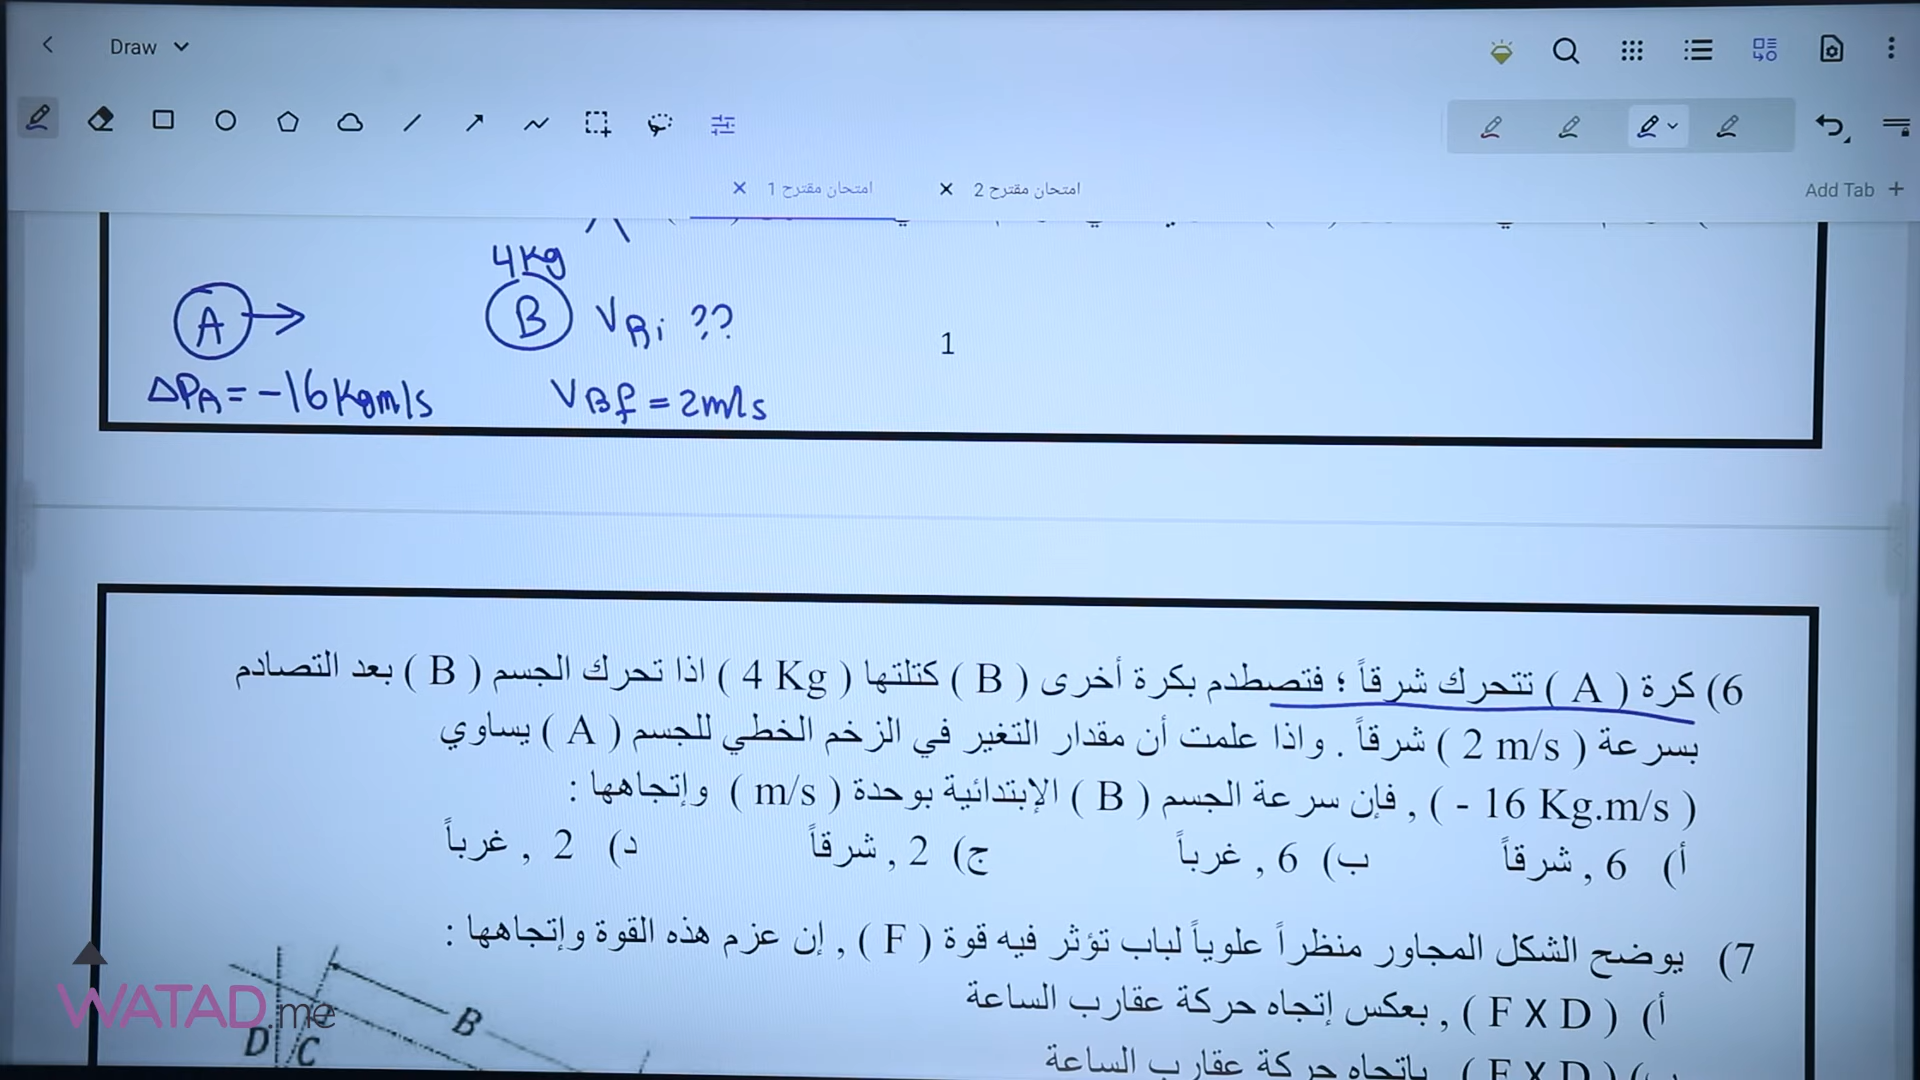 Draw
امتحان مقترح 1
امتحان مقترح 2
Add Tab +
4Kg
A
B
V Bi ??
1
ΔPA = -16 Kgm/s
VBf = 2m/s
6) كرة ( A ) تتحرك شرقاً ؛ فتصطدم بكرة أخرى ( B ) كتلتها ( 4 Kg ) اذا تحرك الجسم ( B ) بعد التصادم
بسرعة ( 2 m/s ) شرقاً . واذا علمت أن مقدار التغير في الزخم الخطي للجسم ( A ) يساوي
( - 16 Kg.m/s ) , فإن سرعة الجسم ( B ) الإبتدائية بوحدة ( m/s ) وإتجاهها :
أ) 6 , شرقاً ب) 6 , غرباً ج) 2 , شرقاً د) 2 , غرباً
7) يوضح الشكل المجاور منظراً علوياً لباب تؤثر فيه قوة ( F ) , إن عزم هذه القوة وإتجاهها :
أ) ( F X D ) , بعكس إتجاه حركة عقارب الساعة
ب) ( F X D ) , باتجاه حركة عقارب الساعة
B
D
C
WATAD.me